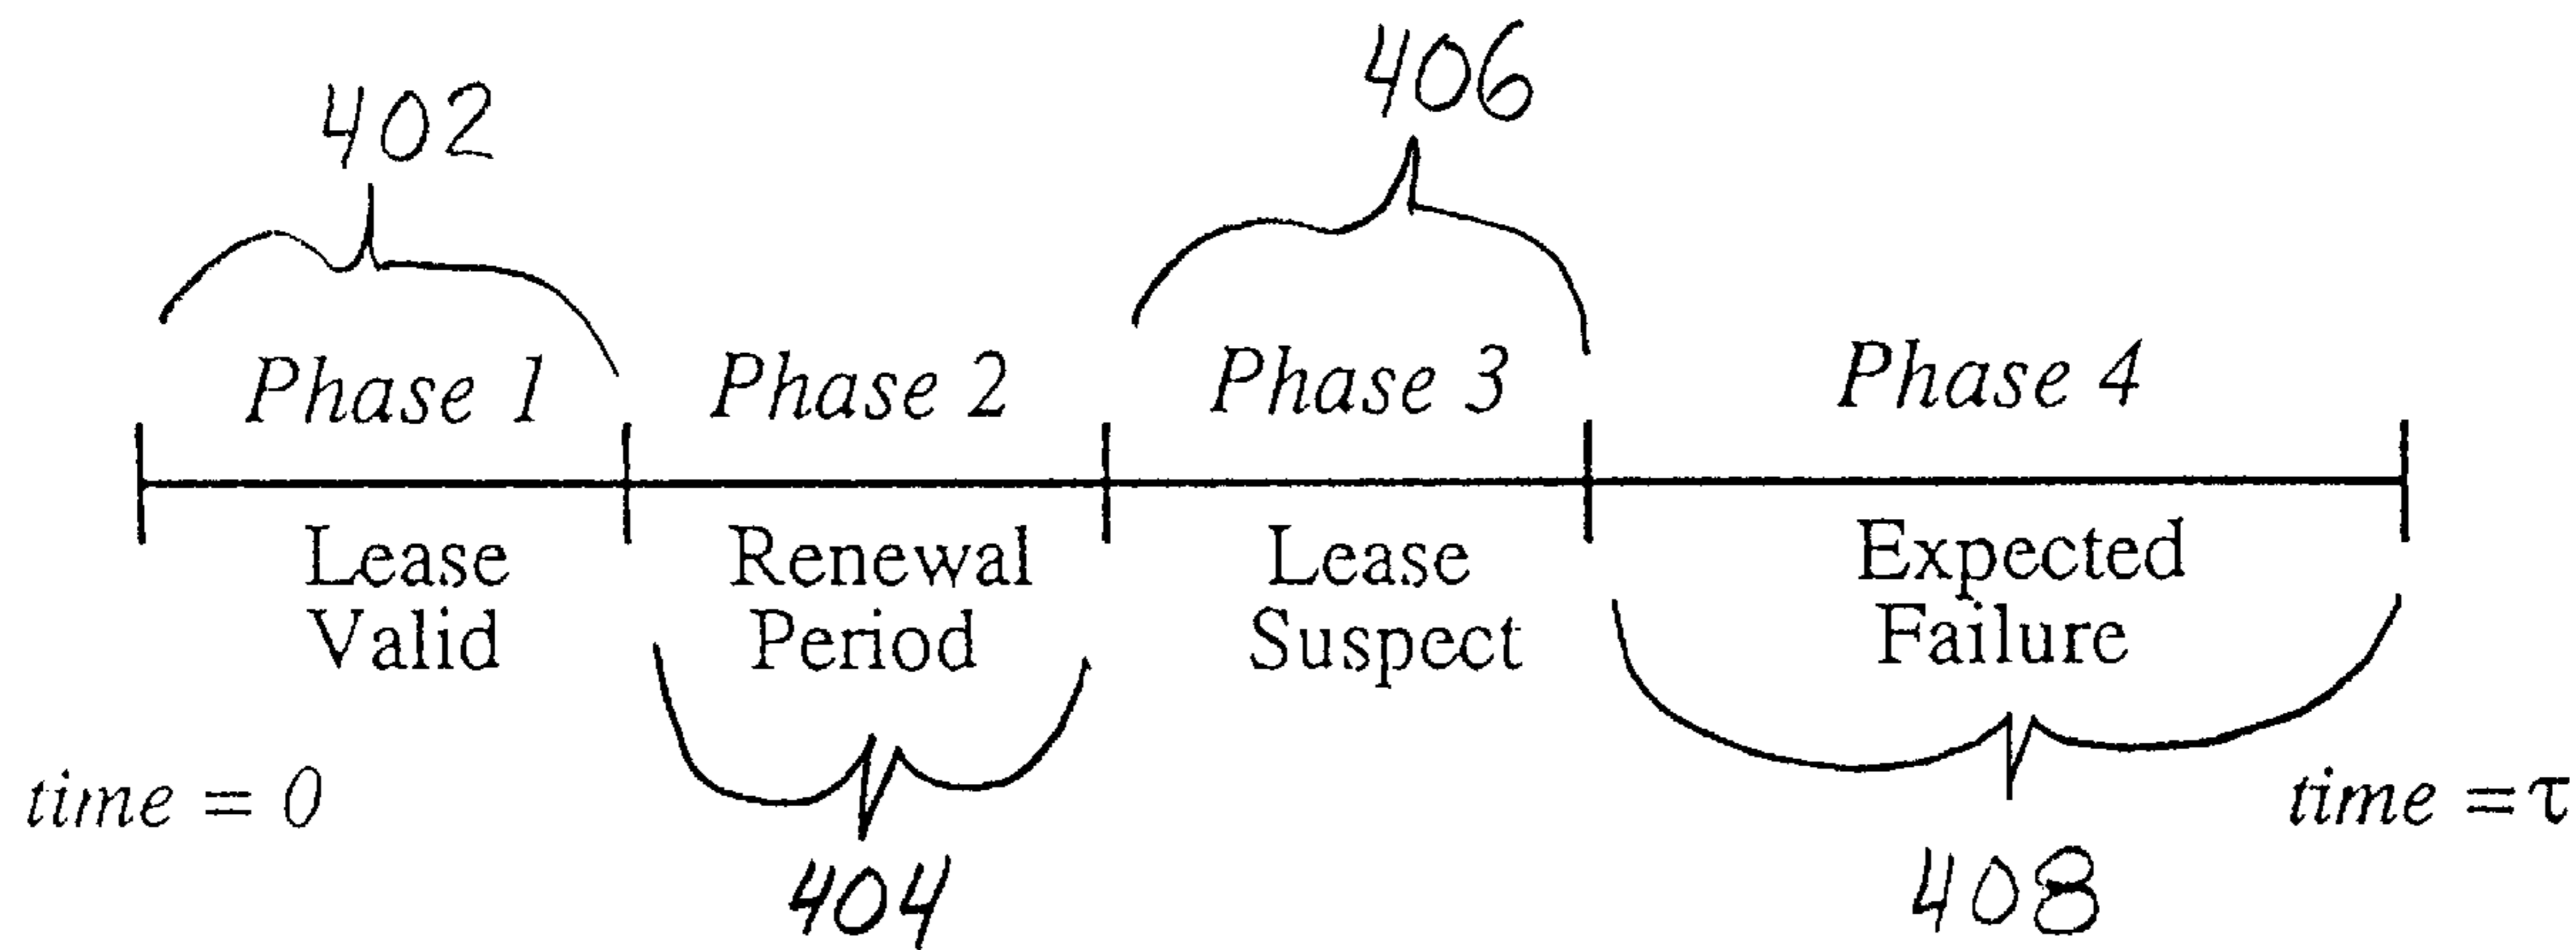 402
406
Phase 1 Phase 2 Phase 3 Phase 4
Lease Renewal Lease Expected
Valid Period Suspect Failure
time = 0 time = τ
404 408